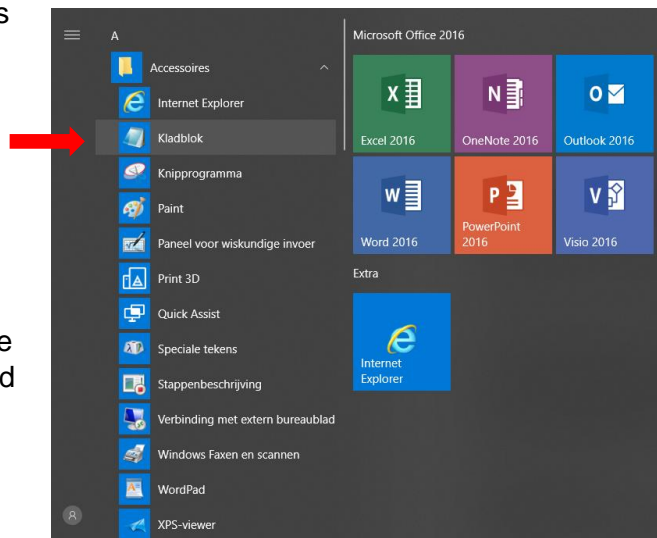 s
e
d
A
Accessoires
Internet Explorer
Kladblok
Knipprogramma
Paint
Paneel voor wiskundige invoer
Print 3D
Quick Assist
Speciale tekens
Stappenbeschrijving
Verbinding met extern bureaublad
Windows Faxen en scannen
WordPad
XPS-viewer
Microsoft Office 2016
Excel 2016
OneNote 2016
Outlook 2016
Word 2016
PowerPoint
2016
Visio 2016
Extra
Internet
Explorer